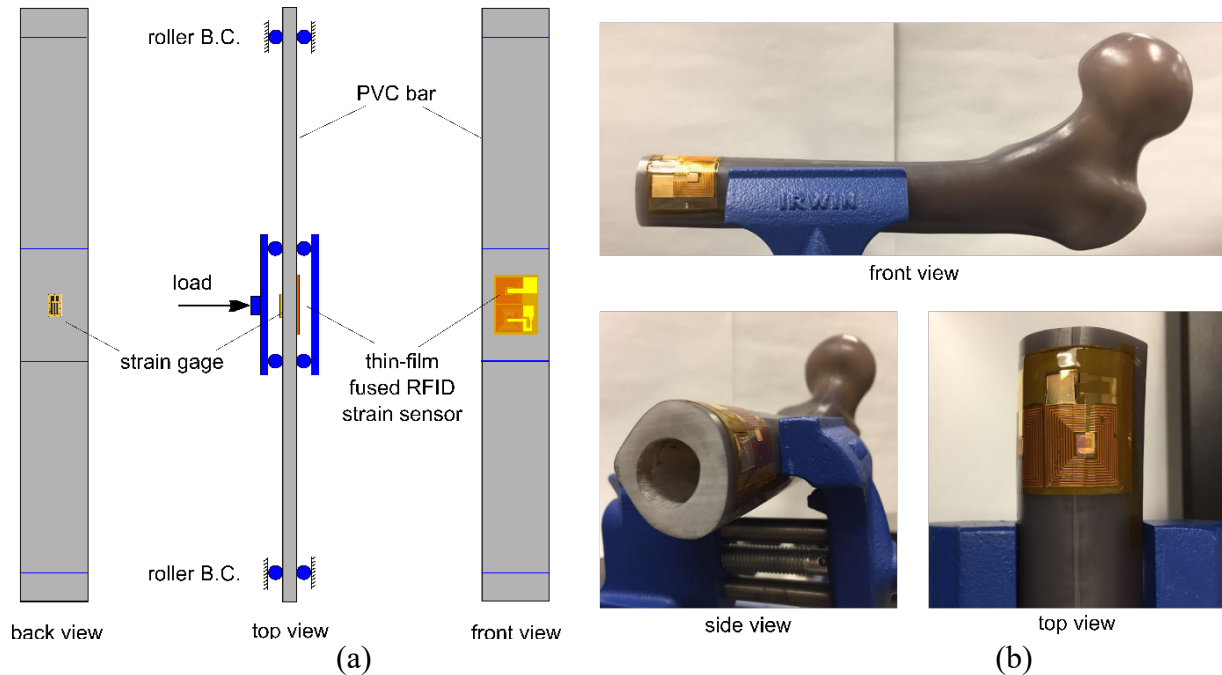 roller B.C.
PVC bar
load
strain gage
thin-film
fused RFID
strain sensor
roller B.C.
back view
top view
front view
(a)
IRWIN
front view
side view
top view
(b)